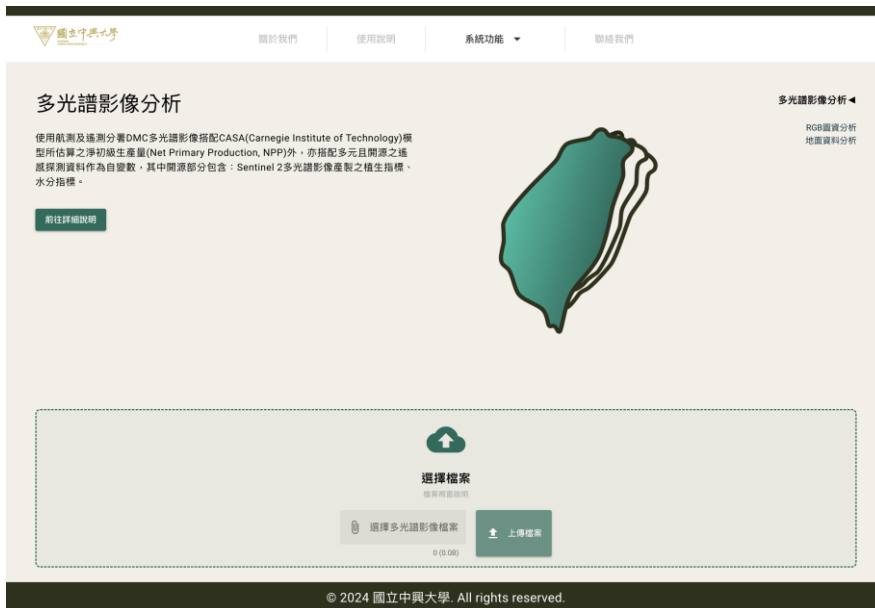 國立中興大學
關於我們
使用說明
系統功能
聯絡我們
多光譜影像分析
使用航測及遙測分署DMC多光譜影像搭配CASA(Carnegie Institute of Technology)模
型所估算之淨初級生產量(Net Primary Production, NPP)外，亦搭配多元且開源之遙
感探測資料作為自變數，其中開源部分包含：Sentinel 2多光譜影像產製之植生指標、
水分指標。
前往詳細說明
多光譜影像分析◀
RGB圖資分析
地面資料分析
選擇檔案
選擇多光譜影像檔案
0 (0.0B)
上傳檔案
© 2024 國立中興大學. All rights reserved.